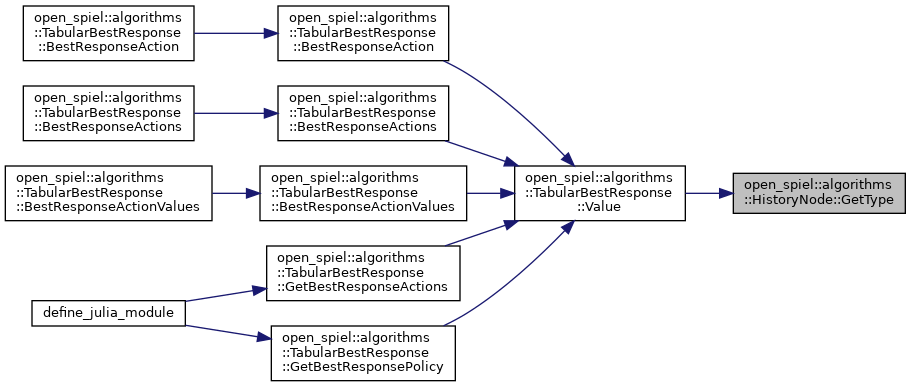 open_spiel::algorithms
::TabularBestResponse
::BestResponseAction
open_spiel::algorithms
::TabularBestResponse
::BestResponseAction
open_spiel::algorithms
::TabularBestResponse
::BestResponseActions
open_spiel::algorithms
::TabularBestResponse
::BestResponseActions
open_spiel::algorithms
::TabularBestResponse
::BestResponseActionValues
open_spiel::algorithms
::TabularBestResponse
::BestResponseActionValues
open_spiel::algorithms
::TabularBestResponse
::Value
open_spiel::algorithms
::HistoryNode::GetType
open_spiel::algorithms
::TabularBestResponse
::GetBestResponseActions
define_julia_module
open_spiel::algorithms
::TabularBestResponse
::GetBestResponsePolicy